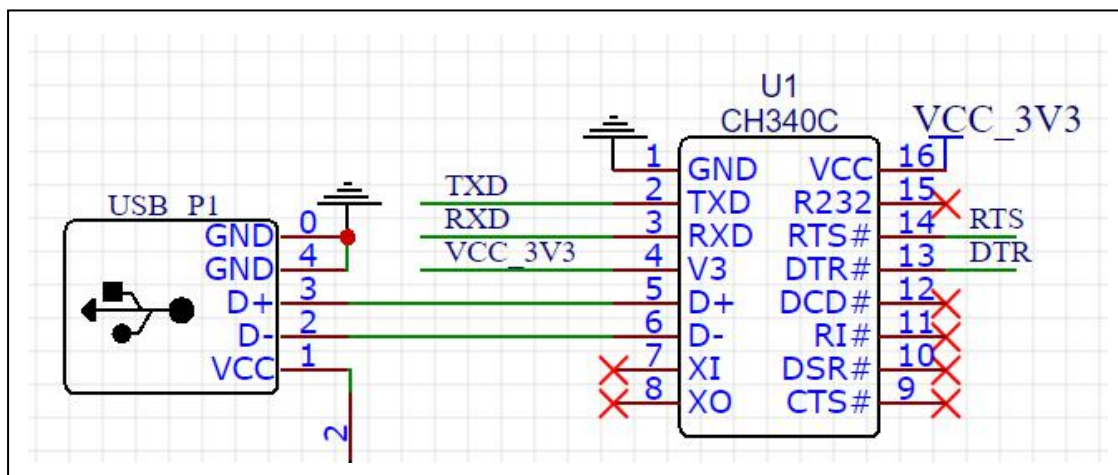 U1
CH340C
VCC_3V3
1 GND VCC 16
TXD 2 TXD R232 15
USB P1
RXD 3 RXD RTS# 14 RTS
GND 0
VCC_3V3 4 V3 DTR# 13 DTR
GND 4
D+ 3 5 D+ DCD# 12
D- 2 6 D- RI# 11
VCC 1 7 XI DSR# 10
8 XO CTS# 9
2